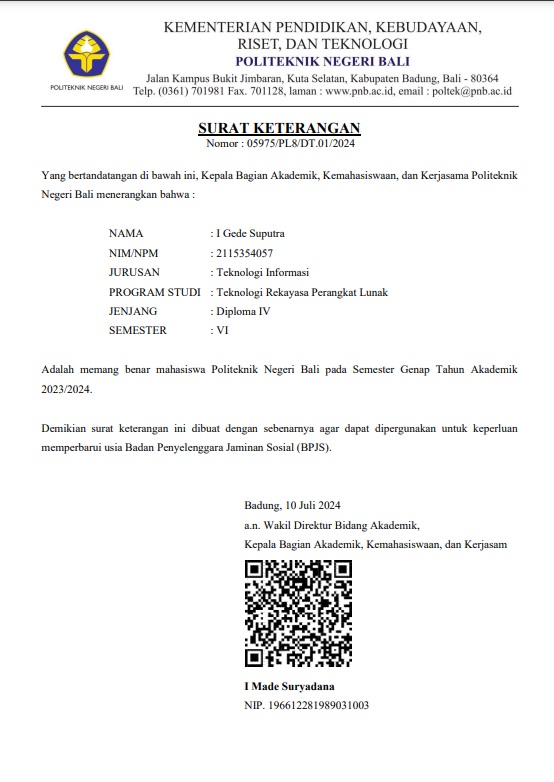 KEMENTERIAN PENDIDIKAN, KEBUDAYAAN,
RISET, DAN TEKNOLOGI
POLITEKNIK NEGERI BALI
POLITEKNIK NEGERI BALI
Jalan Kampus Bukit Jimbaran, Kuta Selatan, Kabupaten Badung, Bali - 80364
Telp. (0361) 701981 Fax. 701128, laman : www.pnb.ac.id, email : poltek@pnb.ac.id
SURAT KETERANGAN
Nomor : 05975/PL8/DT.01/2024
Yang bertandatangan di bawah ini, Kepala Bagian Akademik, Kemahasiswaan, dan Kerjasama Politeknik
Negeri Bali menerangkan bahwa :
NAMA : I Gede Suputra
NIM/NPM : 2115354057
JURUSAN : Teknologi Informasi
PROGRAM STUDI : Teknologi Rekayasa Perangkat Lunak
JENJANG : Diploma IV
SEMESTER : VI
Adalah memang benar mahasiswa Politeknik Negeri Bali pada Semester Genap Tahun Akademik
2023/2024.
Demikian surat keterangan ini dibuat dengan sebenarnya agar dapat dipergunakan untuk keperluan
memperbarui usia Badan Penyelenggara Jaminan Sosial (BPJS).
Badung, 10 Juli 2024
a.n. Wakil Direktur Bidang Akademik,
Kepala Bagian Akademik, Kemahasiswaan, dan Kerjasam
I Made Suryadana
NIP. 196612281989031003